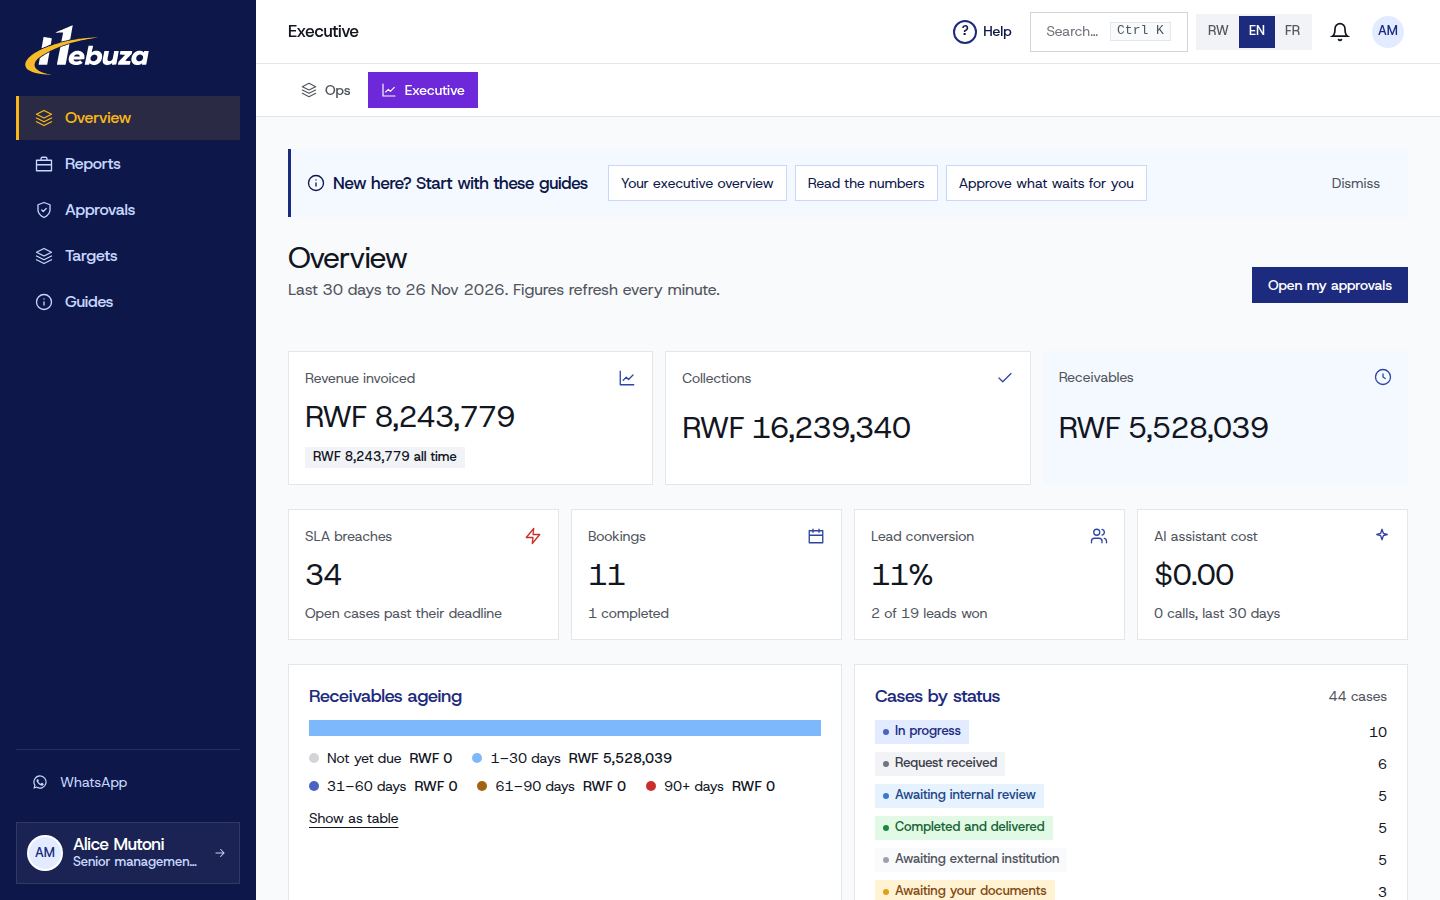 Hebuza
Executive
Help
Search...
Ctrl K
RW
EN
FR
AM
Overview
Reports
Approvals
Targets
Guides
Ops
Executive
New here? Start with these guides
Your executive overview
Read the numbers
Approve what waits for you
Dismiss
Overview
Last 30 days to 26 Nov 2026. Figures refresh every minute.
Open my approvals
Revenue invoiced
RWF 8,243,779
RWF 8,243,779 all time
Collections
RWF 16,239,340
Receivables
RWF 5,528,039
SLA breaches
34
Open cases past their deadline
Bookings
11
1 completed
Lead conversion
11%
2 of 19 leads won
AI assistant cost
$0.00
0 calls, last 30 days
Receivables ageing
Not yet due RWF 0
1–30 days RWF 5,528,039
31–60 days RWF 0
61–90 days RWF 0
90+ days RWF 0
Show as table
Cases by status
44 cases
In progress 10
Request received 6
Awaiting internal review 5
Completed and delivered 5
Awaiting external institution 5
Awaiting your documents 3
WhatsApp
AM
Alice Mutoni
Senior managemen...